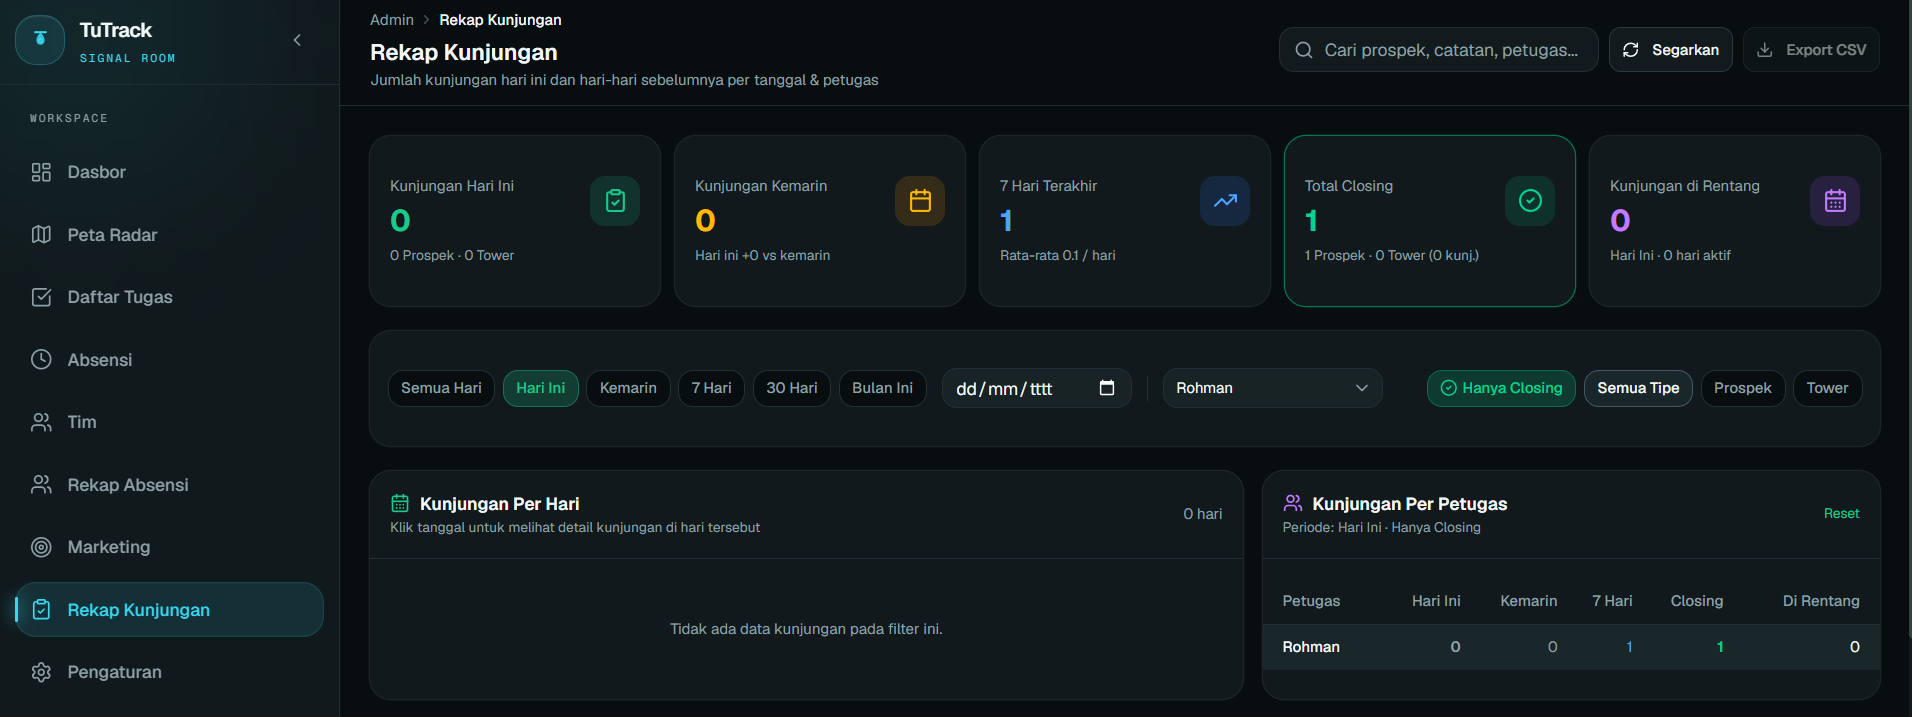 TuTrack
SIGNAL ROOM
WORKSPACE
Dasbor
Peta Radar
Daftar Tugas
Absensi
Tim
Rekap Absensi
Marketing
Rekap Kunjungan
Pengaturan
Admin > Rekap Kunjungan
Rekap Kunjungan
Jumlah kunjungan hari ini dan hari-hari sebelumnya per tanggal & petugas
Cari prospek, catatan, petugas...
Segarkan
Export CSV
Kunjungan Hari Ini
0
0 Prospek · 0 Tower
Kunjungan Kemarin
0
Hari ini +0 vs kemarin
7 Hari Terakhir
1
Rata-rata 0.1 / hari
Total Closing
1
1 Prospek · 0 Tower (0 kunj.)
Kunjungan di Rentang
0
Hari Ini · 0 hari aktif
Semua Hari Hari Ini Kemarin 7 Hari 30 Hari Bulan Ini dd/mm/tttt Rohman Hanya Closing Semua Tipe Prospek Tower
Kunjungan Per Hari
Klik tanggal untuk melihat detail kunjungan di hari tersebut
0 hari
Tidak ada data kunjungan pada filter ini.
Kunjungan Per Petugas
Periode: Hari Ini · Hanya Closing
Reset
Petugas Hari Ini Kemarin 7 Hari Closing Di Rentang
Rohman 0 0 1 1 0